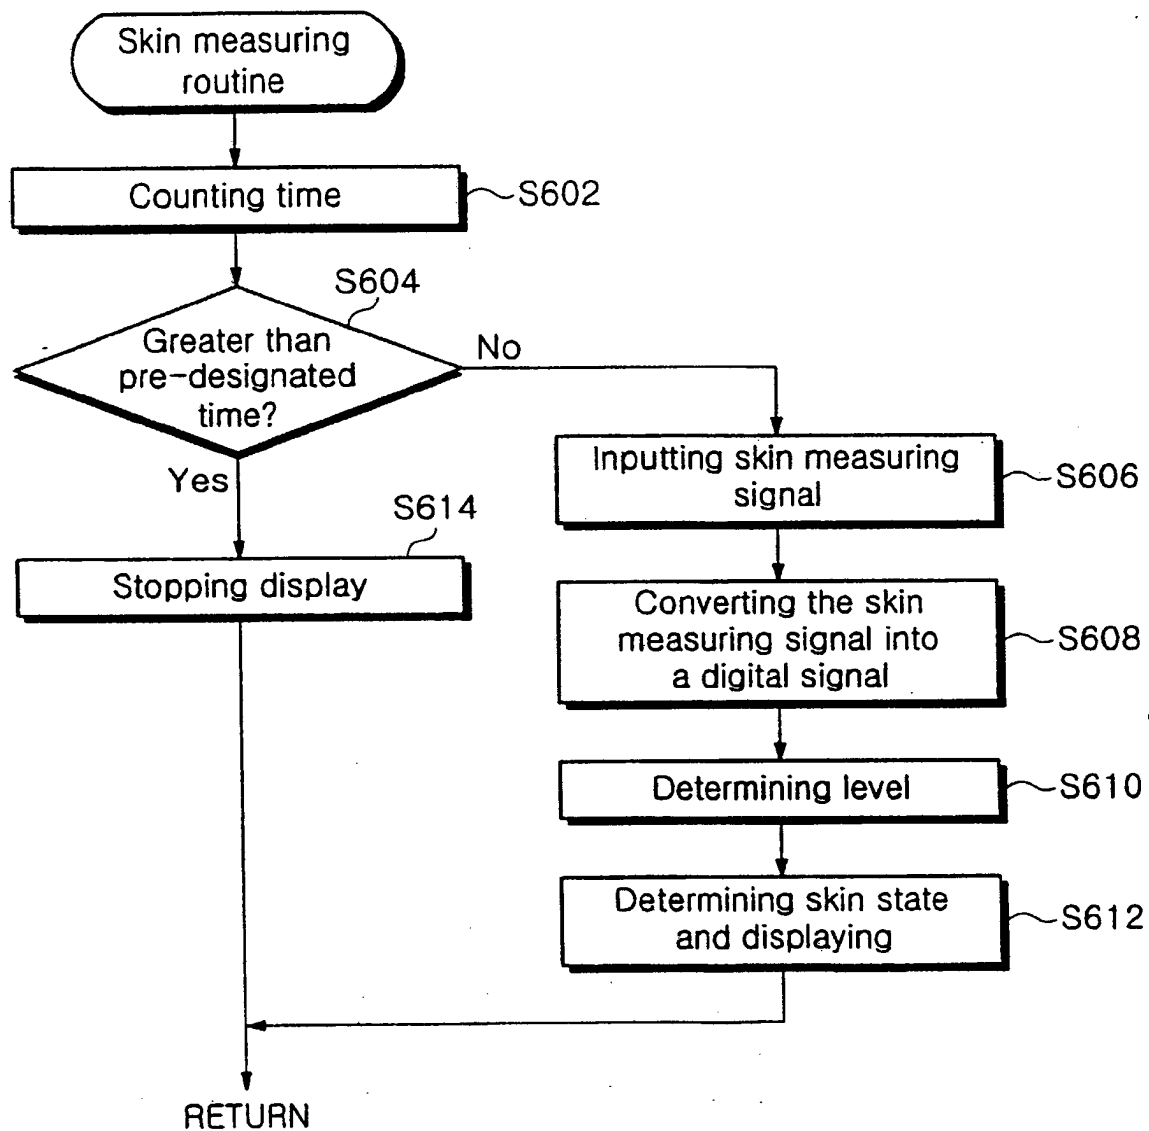 Skin measuring
routine
Counting time
S602
S604
Greater than
pre-designated
time?
No
Yes
Inputting skin measuring
signal
S606
S614
Stopping display
Converting the skin
measuring signal into
a digital signal
S608
Determining level
S610
Determining skin state
and displaying
S612
RETURN